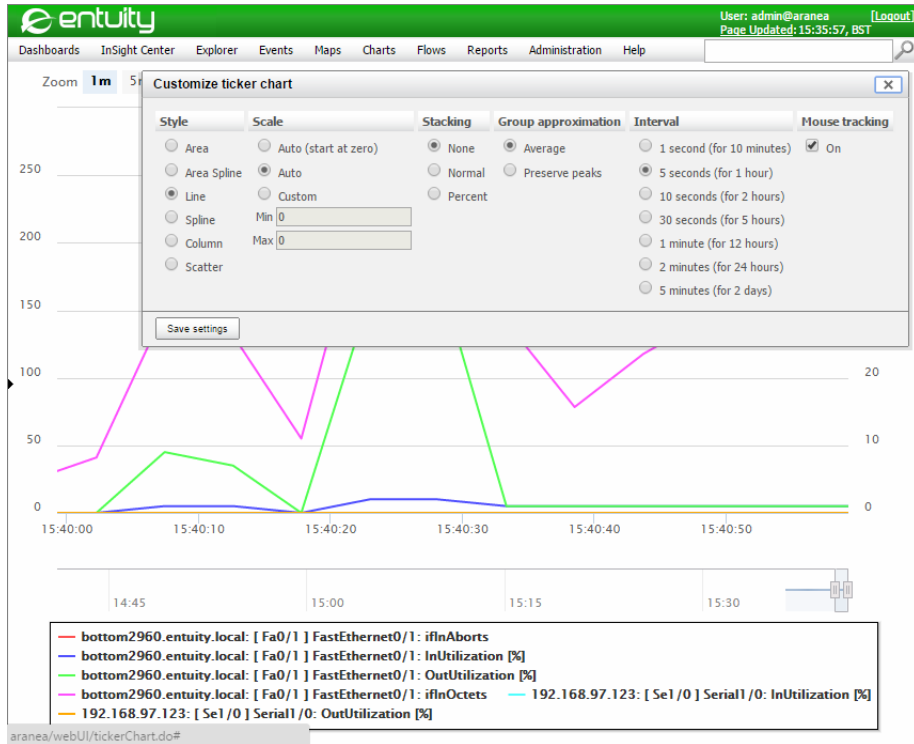 entuity
User: admin@aranea [Logout]
Page Updated: 15:35:57, BST
Dashboards InSight Center Explorer Events Maps Charts Flows Reports Administration Help
Zoom 1m
Customize ticker chart
Style Scale Stacking Group approximation Interval Mouse tracking
Area Auto (start at zero) None Average 1 second (for 10 minutes) On
Area Spline Auto Normal Preserve peaks 5 seconds (for 1 hour)
Line Custom Percent 10 seconds (for 2 hours)
Spline Min 0 30 seconds (for 5 hours)
Column Max 0 1 minute (for 12 hours)
Scatter 2 minutes (for 24 hours)
5 minutes (for 2 days)
Save settings
250
200
150
100 20
50 10
0 0
15:40:00 15:40:10 15:40:20 15:40:30 15:40:40 15:40:50
14:45 15:00 15:15 15:30
bottom2960.entuity.local: [ Fa0/1 ] FastEthernet0/1: ifInAborts
bottom2960.entuity.local: [ Fa0/1 ] FastEthernet0/1: InUtilization [%]
bottom2960.entuity.local: [ Fa0/1 ] FastEthernet0/1: OutUtilization [%]
bottom2960.entuity.local: [ Fa0/1 ] FastEthernet0/1: ifInOctets 192.168.97.123: [ Se1/0 ] Serial1/0: InUtilization [%]
192.168.97.123: [ Se1/0 ] Serial1/0: OutUtilization [%]
aranea/webUI/tickerChart.do#